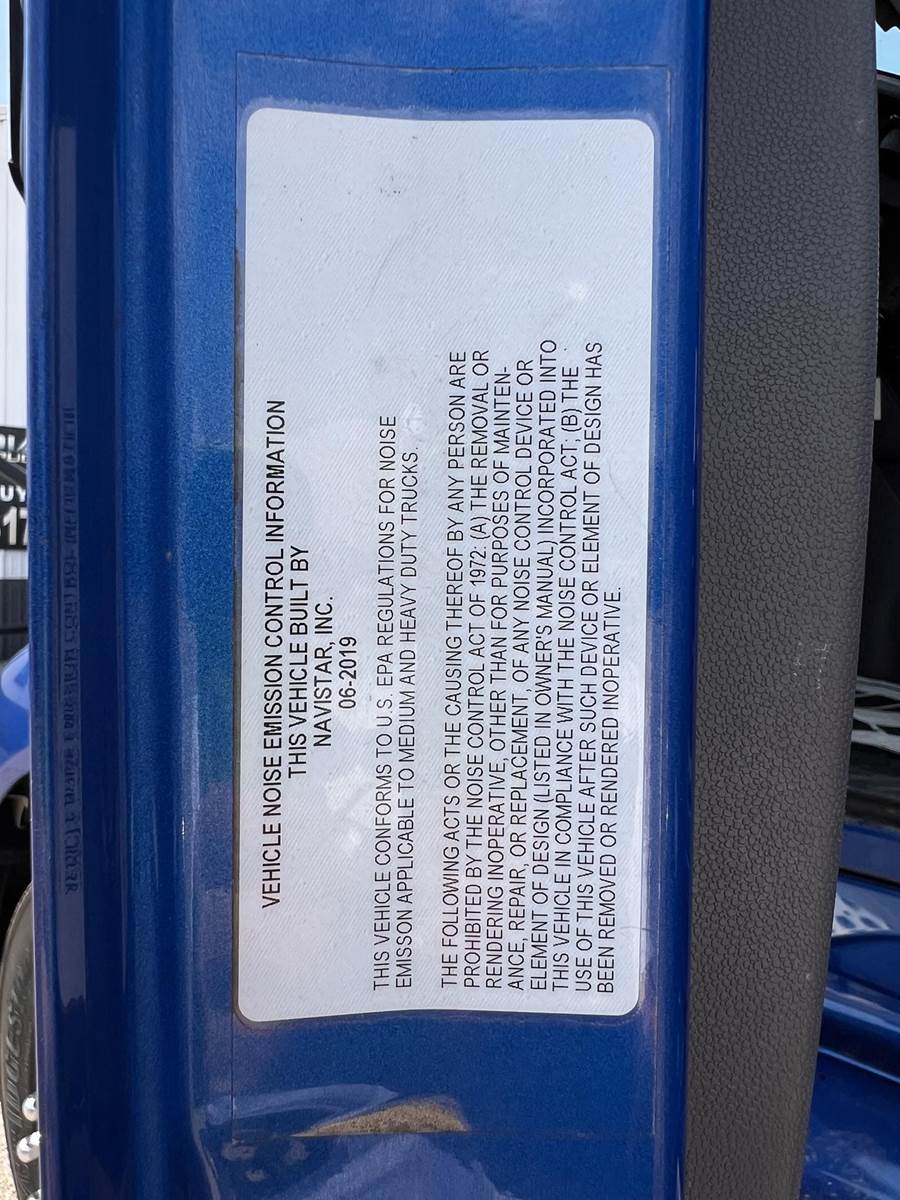 VEHICLE NOISE EMISSION CONTROL INFORMATION
THIS VEHICLE BUILT BY
NAVISTAR, INC.
06-2019
THIS VEHICLE CONFORMS TO U.S. EPA REGULATIONS FOR NOISE
EMISSON APPLICABLE TO MEDIUM AND HEAVY DUTY TRUCKS.
THE FOLLOWING ACTS OR THE CAUSING THEREOF BY ANY PERSON ARE
PROHIBITED BY THE NOISE CONTROL ACT OF 1972: (A) THE REMOVAL OR
RENDERING INOPERATIVE, OTHER THAN FOR PURPOSES OF MAINTEN-
ANCE, REPAIR, OR REPLACEMENT, OF ANY NOISE CONTROL DEVICE OR
ELEMENT OF DESIGN (LISTED IN OWNER'S MANUAL) INCORPORATED INTO
THIS VEHICLE IN COMPLIANCE WITH THE NOISE CONTROL ACT; (B) THE
USE OF THIS VEHICLE AFTER SUCH DEVICE OR ELEMENT OF DESIGN HAS
BEEN REMOVED OR RENDERED INOPERATIVE.